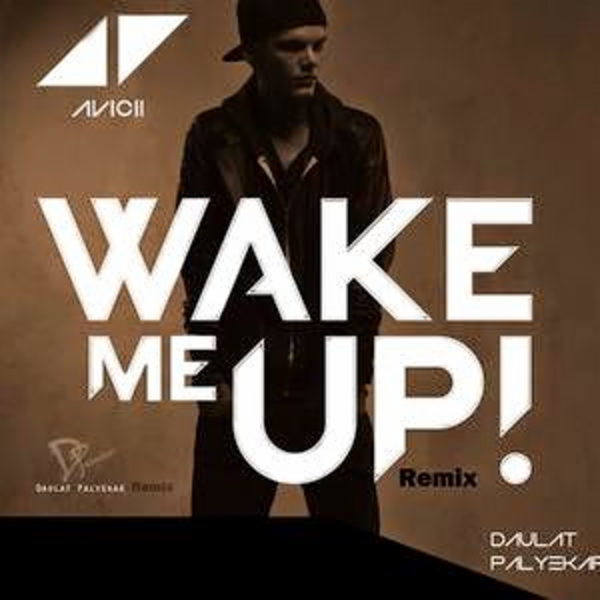 AVICII
WAKE
ME UP!
Remix
DAULAT PALYEKAR Remix
DAULAT
PALYEKAR